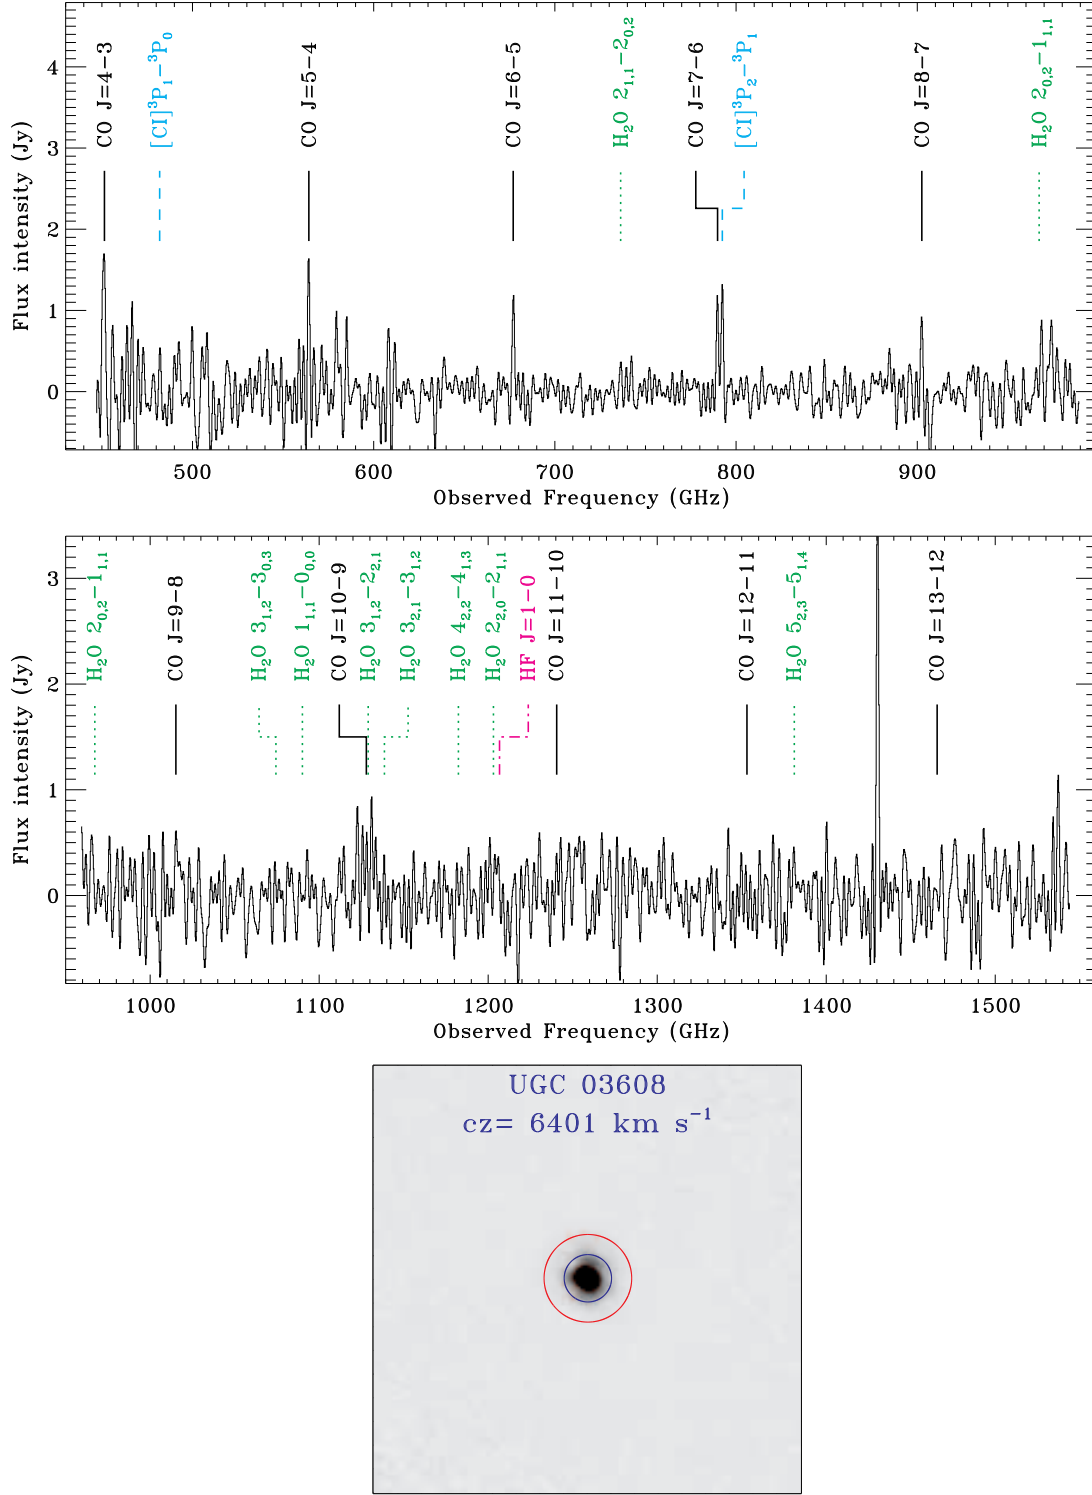 CO J=4−3
[CI]³P₁−³P₀
CO J=5−4
CO J=6−5
H₂O 2₁,₁−2₀,₂
CO J=7−6
[CI]³P₂−³P₁
CO J=8−7
H₂O 2₀,₂−1₁,₁
Flux intensity (Jy)
4
3
2
1
0
500 600 700 800 900
Observed Frequency (GHz)
H₂O 2₀,₂−1₁,₁
CO J=9−8
H₂O 3₁,₂−3₀,₃
H₂O 1₁,₁−0₀,₀
CO J=10−9
H₂O 3₁,₂−2₂,₁
H₂O 3₂,₁−3₁,₂
H₂O 4₂,₂−4₁,₃
H₂O 2₂,₀−2₁,₁
HF J=1−0
CO J=11−10
CO J=12−11
H₂O 5₂,₃−5₁,₄
CO J=13−12
Flux intensity (Jy)
3
2
1
0
1000 1100 1200 1300 1400 1500
Observed Frequency (GHz)
UGC 03608
cz= 6401 km s⁻¹